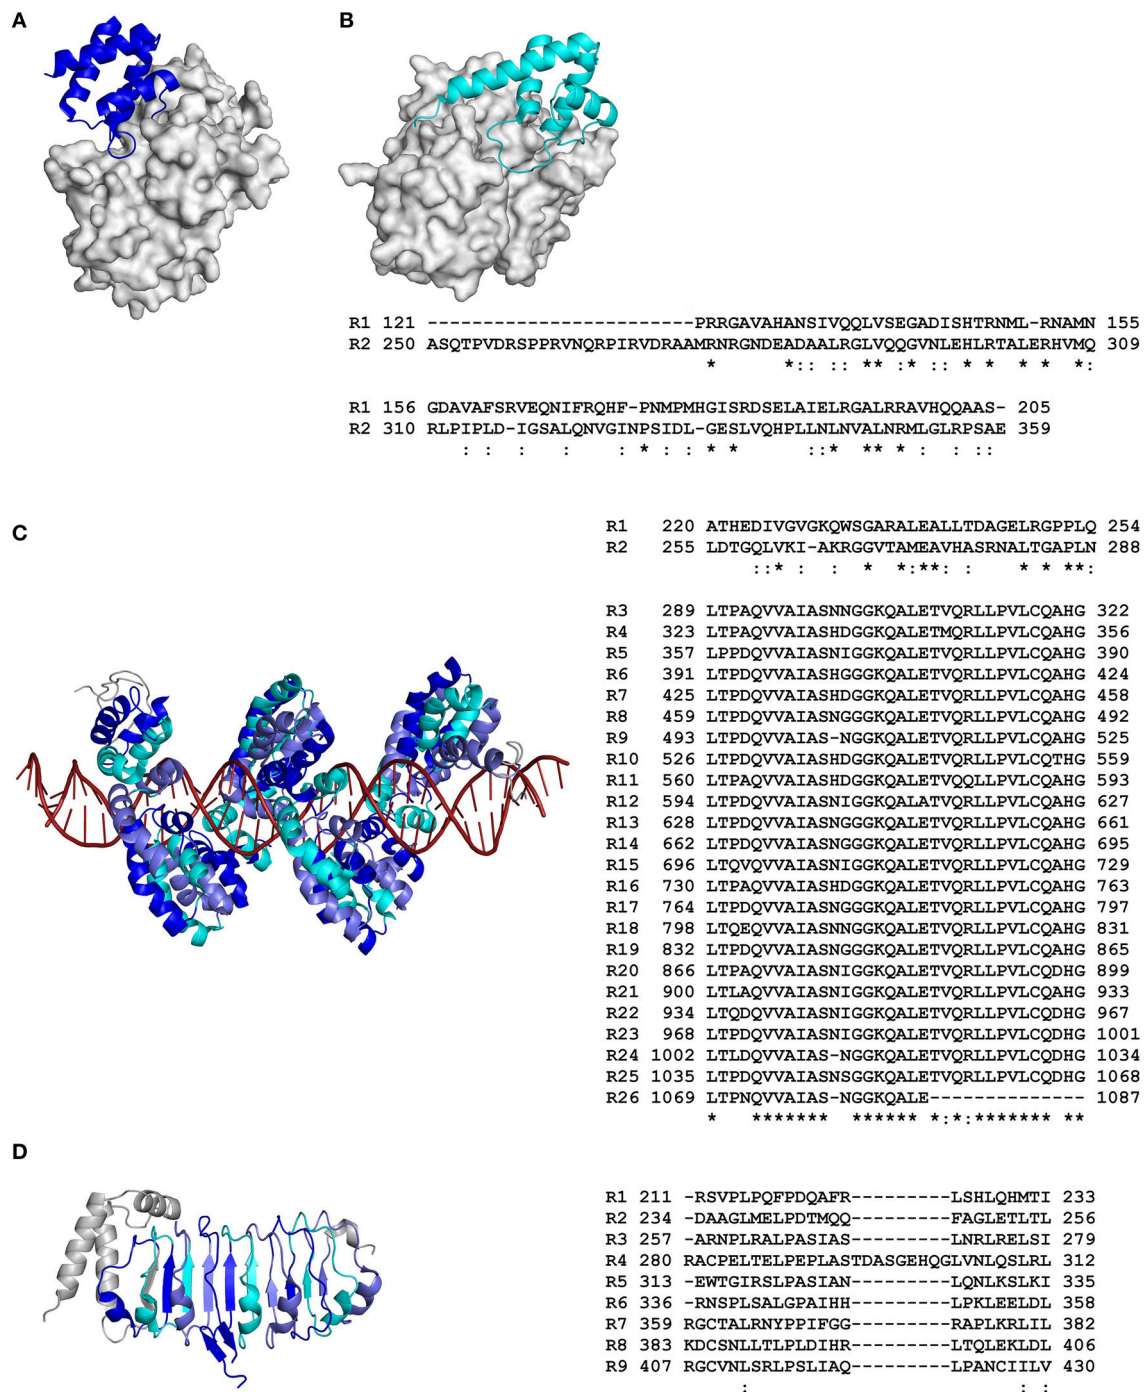 A
B
R1 121 ------------------------PRRGAVAHANSIVQQLVSEGADISHTRNML-RNAMN 155
R2 250 ASQTPVDRSPPRVNQRPIRVDRAAMRNRGNDEADAALRGLVQQGVNLEHLRTALERHVMQ 309
* *:: :: ** :* :: * * * * *:
R1 156 GDAVAFSRVEQNIFRQHF-PNMPMHGISRDSELAIELRGALRRAVHQQAAS- 205
R2 310 RLPIPLD-IGSALQNVGINPSIDL-GESLVQHPLLNLNVALNRMLGLRPSAE 359
: : : : : * : : * * ::* ** * : : ::
C
R1 220 ATHEDIVGVGKQWSGARALEALLTDAGELRGPPLQ 254
R2 255 LDTGQLVKI-AKRGGVTAMEAVHASRNALTGAPLN 288
::* : : * *:** : : * * **:
R3 289 LTPAQVVAIASNNGGKQALETVQRLLPVLCQAHG 322
R4 323 LTPAQVVAIASHDGGKQALETMQRLLPVLCQAHG 356
R5 357 LPPDQVVAIASNIGGKQALETVQRLLPVLCQAHG 390
R6 391 LTPDQVVAIASHGGGKQALETVQRLLPVLCQAHG 424
R7 425 LTPDQVVAIASHDGGKQALETVQRLLPVLCQAHG 458
R8 459 LTPDQVVAIASNGGGKQALETVQRLLPVLCQAHG 492
R9 493 LTPDQVVAIAS-NGGKQALETVQRLLPVLCQAHG 525
R10 526 LTPDQVVAIASHDGGKQALETVQRLLPVLCQTHG 559
R11 560 LTPAQVVAIASHDGGKQALETVQQLLPVLCQAHG 593
R12 594 LTPDQVVAIASNIGGKQALATVQRLLPVLCQAHG 627
R13 628 LTPDQVVAIASNGGGKQALETVQRLLPVLCQAHG 661
R14 662 LTPDQVVAIASNGGGKQALETVQRLLPVLCQAHG 695
R15 696 LTQVQVVAIASNIGGKQALETVQRLLPVLCQAHG 729
R16 730 LTPAQVVAIASHDGGKQALETVQRLLPVLCQAHG 763
R17 764 LTPDQVVAIASNGGGKQALETVQRLLPVLCQAHG 797
R18 798 LTQEQVVAIASNNGGKQALETVQRLLPVLCQAHG 831
R19 832 LTPDQVVAIASNGGGKQALETVQRLLPVLCQAHG 865
R20 866 LTPAQVVAIASNIGGKQALETVQRLLPVLCQDHG 899
R21 900 LTLAQVVAIASNIGGKQALETVQRLLPVLCQDHG 933
R22 934 LTQDQVVAIASNIGGKQALETVQRLLPVLCQDHG 967
R23 968 LTPDQVVAIASNIGGKQALETVQRLLPVLCQDHG 1001
R24 1002 LTLDQVVAIAS-NGGKQALETVQRLLPVLCQDHG 1034
R25 1035 LTPDQVVAIASNSGGKQALETVQRLLPVLCQDHG 1068
R26 1069 LTPNQVVAIAS-NGGKQALE-------------- 1087
* ******* ****** *:*:******* **
D
R1 211 -RSVPLPQFPDQAFR---------LSHLQHMTI 233
R2 234 -DAAGLMELPDTMQQ---------FAGLETLTL 256
R3 257 -ARNPLRALPASIAS---------LNRLRELSI 279
R4 280 RACPELTELPEPLASTDASGEHQGLVNLQSLRL 312
R5 313 -EWTGIRSLPASIAN---------LQNLKSLKI 335
R6 336 -RNSPLSALGPAIHH---------LPKLEELDL 358
R7 359 RGCTALRNYPPIFGG---------RAPLKRLIL 382
R8 383 KDCSNLLTLPLDIHR---------LTQLEKLDL 406
R9 407 RGCVNLSRLPSLIAQ---------LPANCIILV 430
: : :